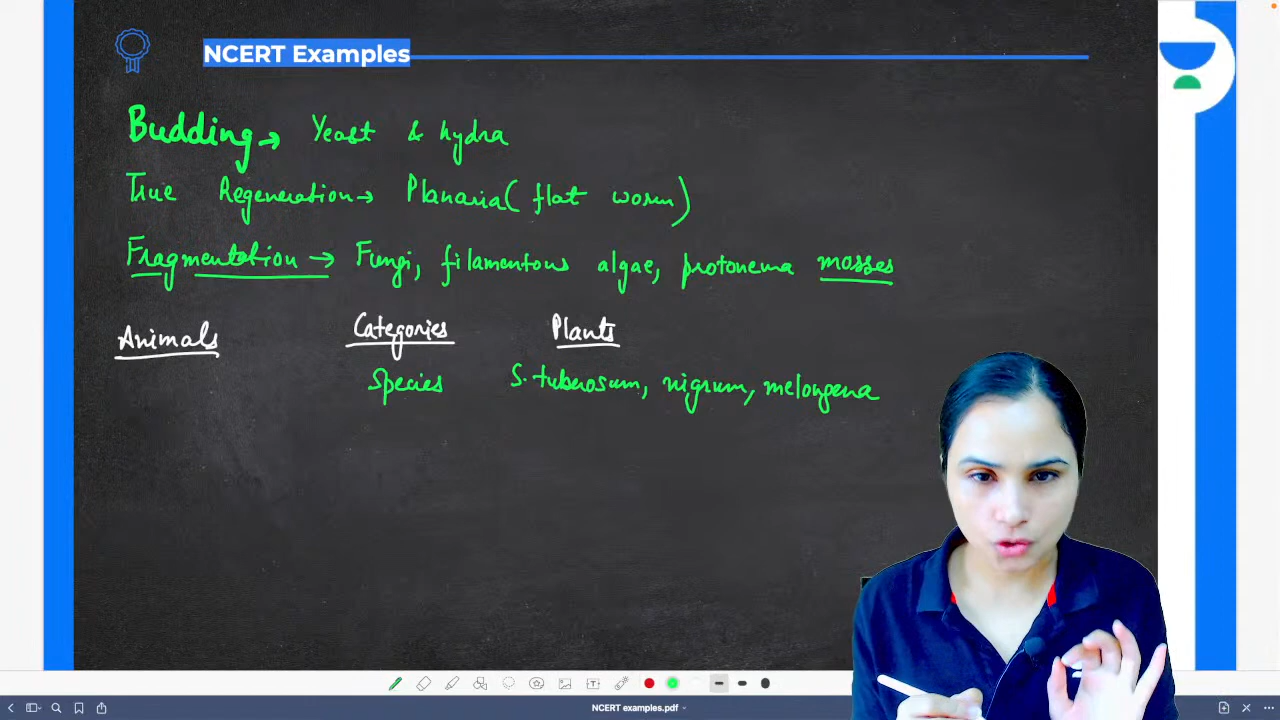 NCERT Examples
Budding → Yeast & hydra
True Regeneration → Planaria (flat worm)
Fragmentation → Fungi, filamentous algae, protonema mosses
Animals Categories Plants
Species S. tuberosum, nigrum, melongena
NCERT examples.pdf